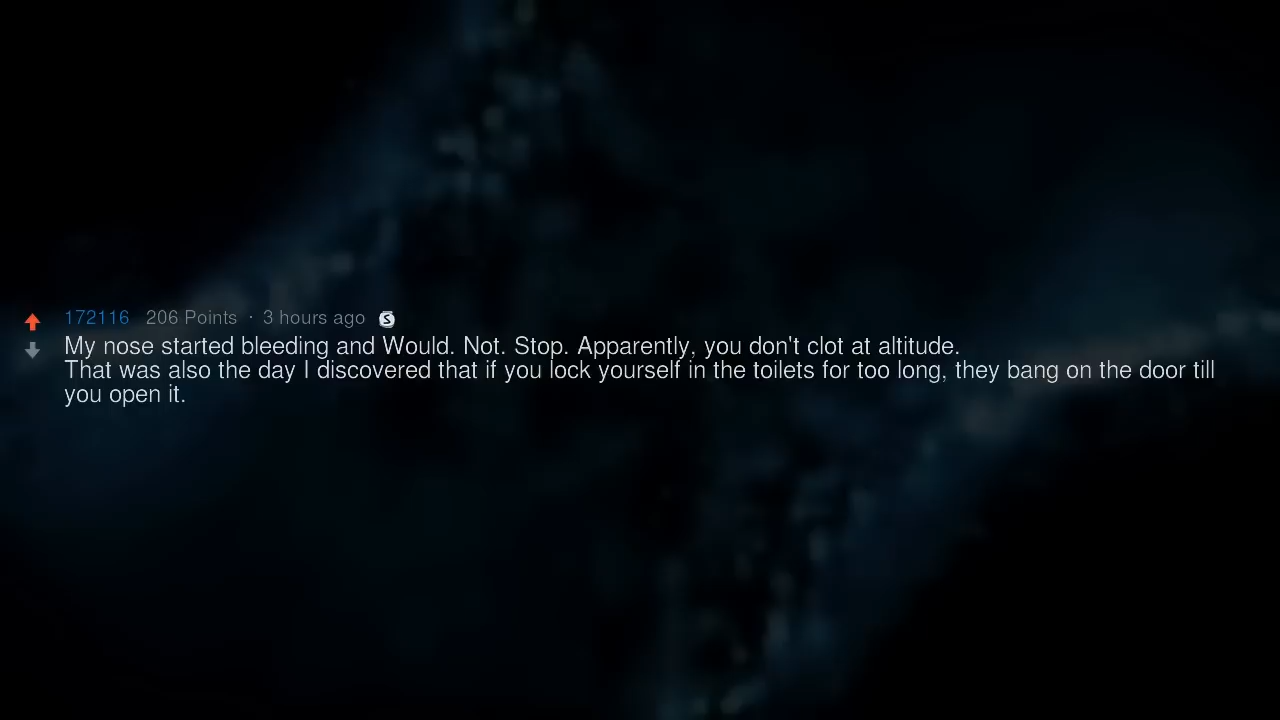 172116 206 Points · 3 hours ago S
My nose started bleeding and Would. Not. Stop. Apparently, you don't clot at altitude.
That was also the day I discovered that if you lock yourself in the toilets for too long, they bang on the door till
you open it.